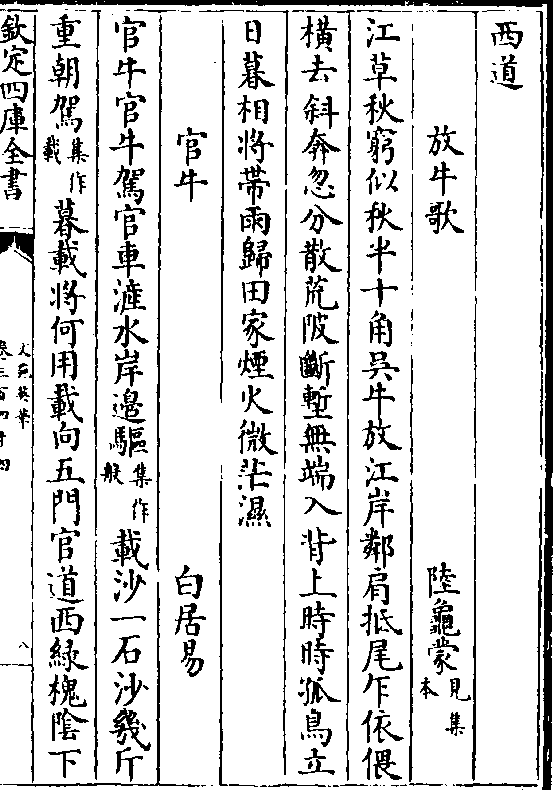 西道
放牛歌 陸龜蒙 見集本
江草秋窮似秋半十角吳牛放江岸鄰肩抵尾乍依偎
橫去斜奔忽分散荒陂斷塹無端入背上時時孤鳥立
日暮相將帶雨歸田家煙火微茫濕
官牛 白居易
官牛官牛駕官車滻水岸邉驅集作般載沙一石沙幾斤
重朝駕集作載暮載將何用載向五門官道西緑槐陰下
欽定四庫全書
文苑英華
卷三百四十四
八